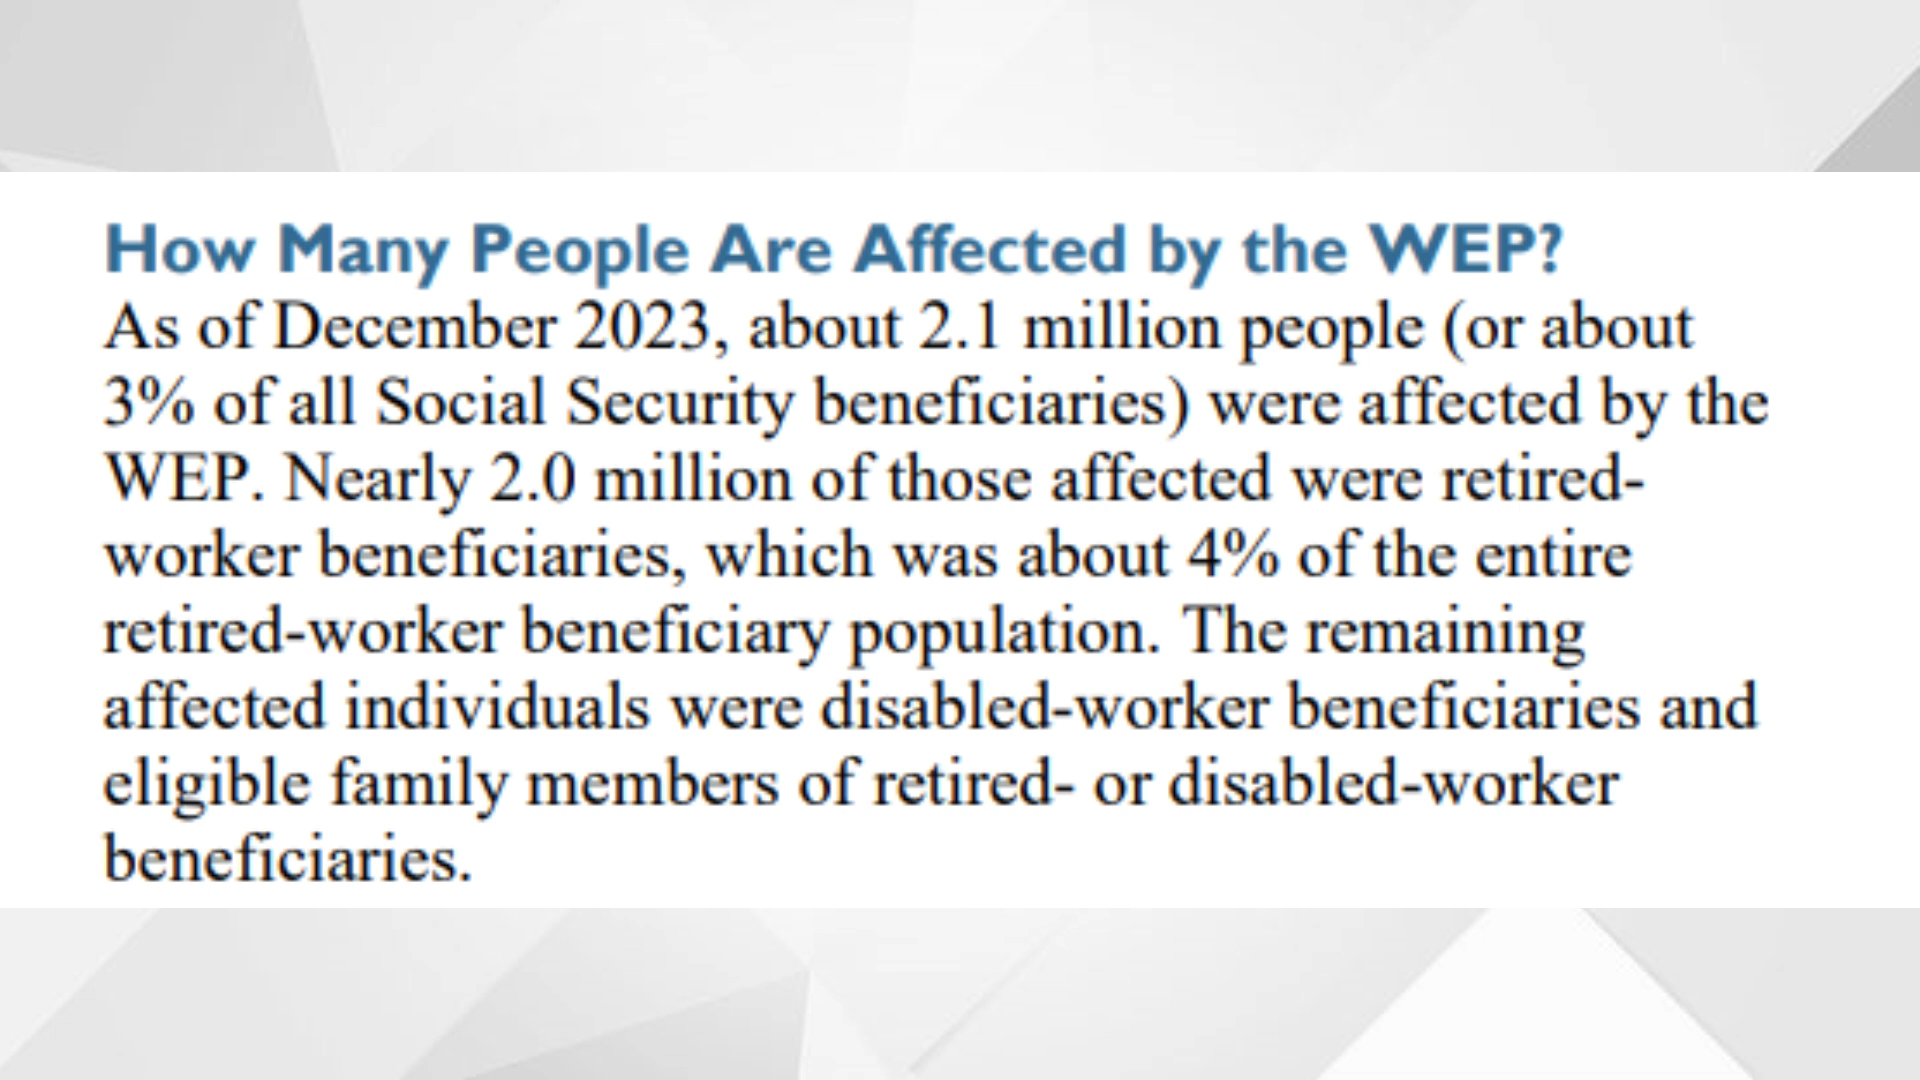 How Many People Are Affected by the WEP?
As of December 2023, about 2.1 million people (or about
3% of all Social Security beneficiaries) were affected by the
WEP. Nearly 2.0 million of those affected were retired-
worker beneficiaries, which was about 4% of the entire
retired-worker beneficiary population. The remaining
affected individuals were disabled-worker beneficiaries and
eligible family members of retired- or disabled-worker
beneficiaries.